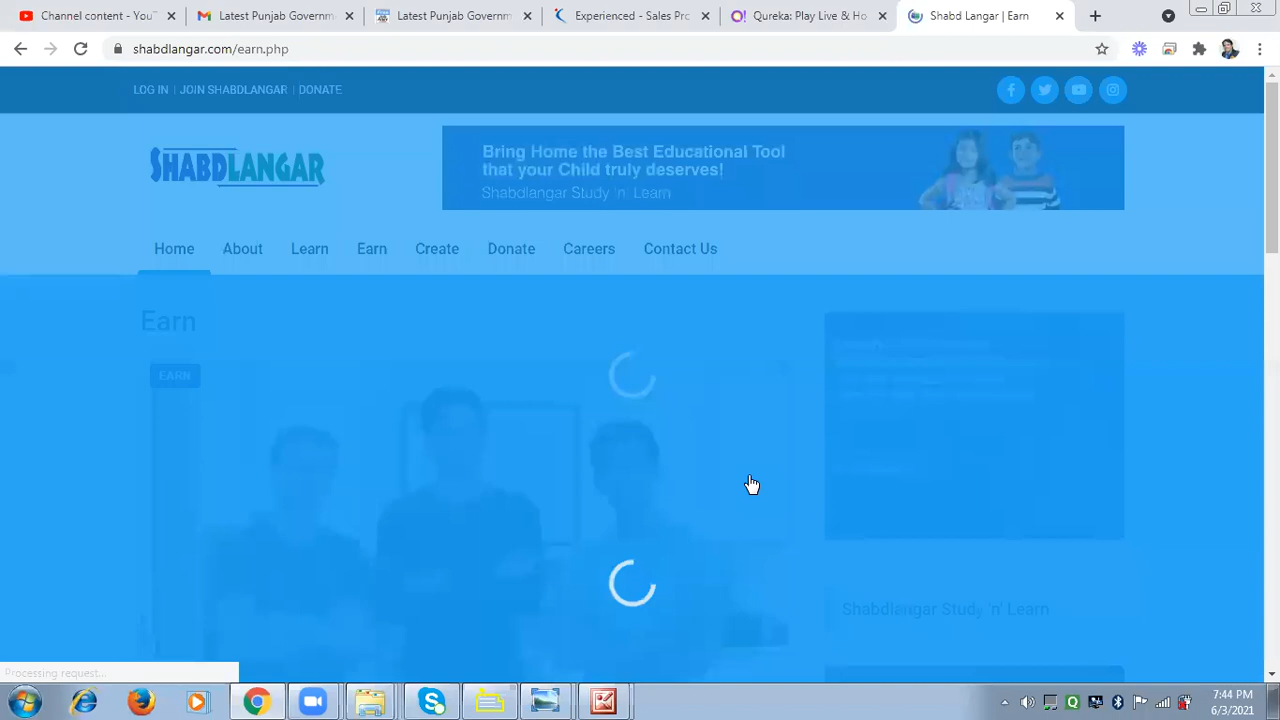 Channel content - YouT
Latest Punjab Governm
Latest Punjab Governm
Experienced - Sales Pro
Qureka: Play Live & Ho
Shabd Langar | Earn
shabdlangar.com/earn.php
LOG IN | JOIN SHABDLANGAR | DONATE
SHABDLANGAR
Bring Home the Best Educational Tool
that your Child truly deserves!
Shabdlangar Study 'n' Learn
Home About Learn Earn Create Donate Careers Contact Us
Earn
EARN
Shabdlangar Study 'n' Learn
Processing request...
7:44 PM
6/3/2021